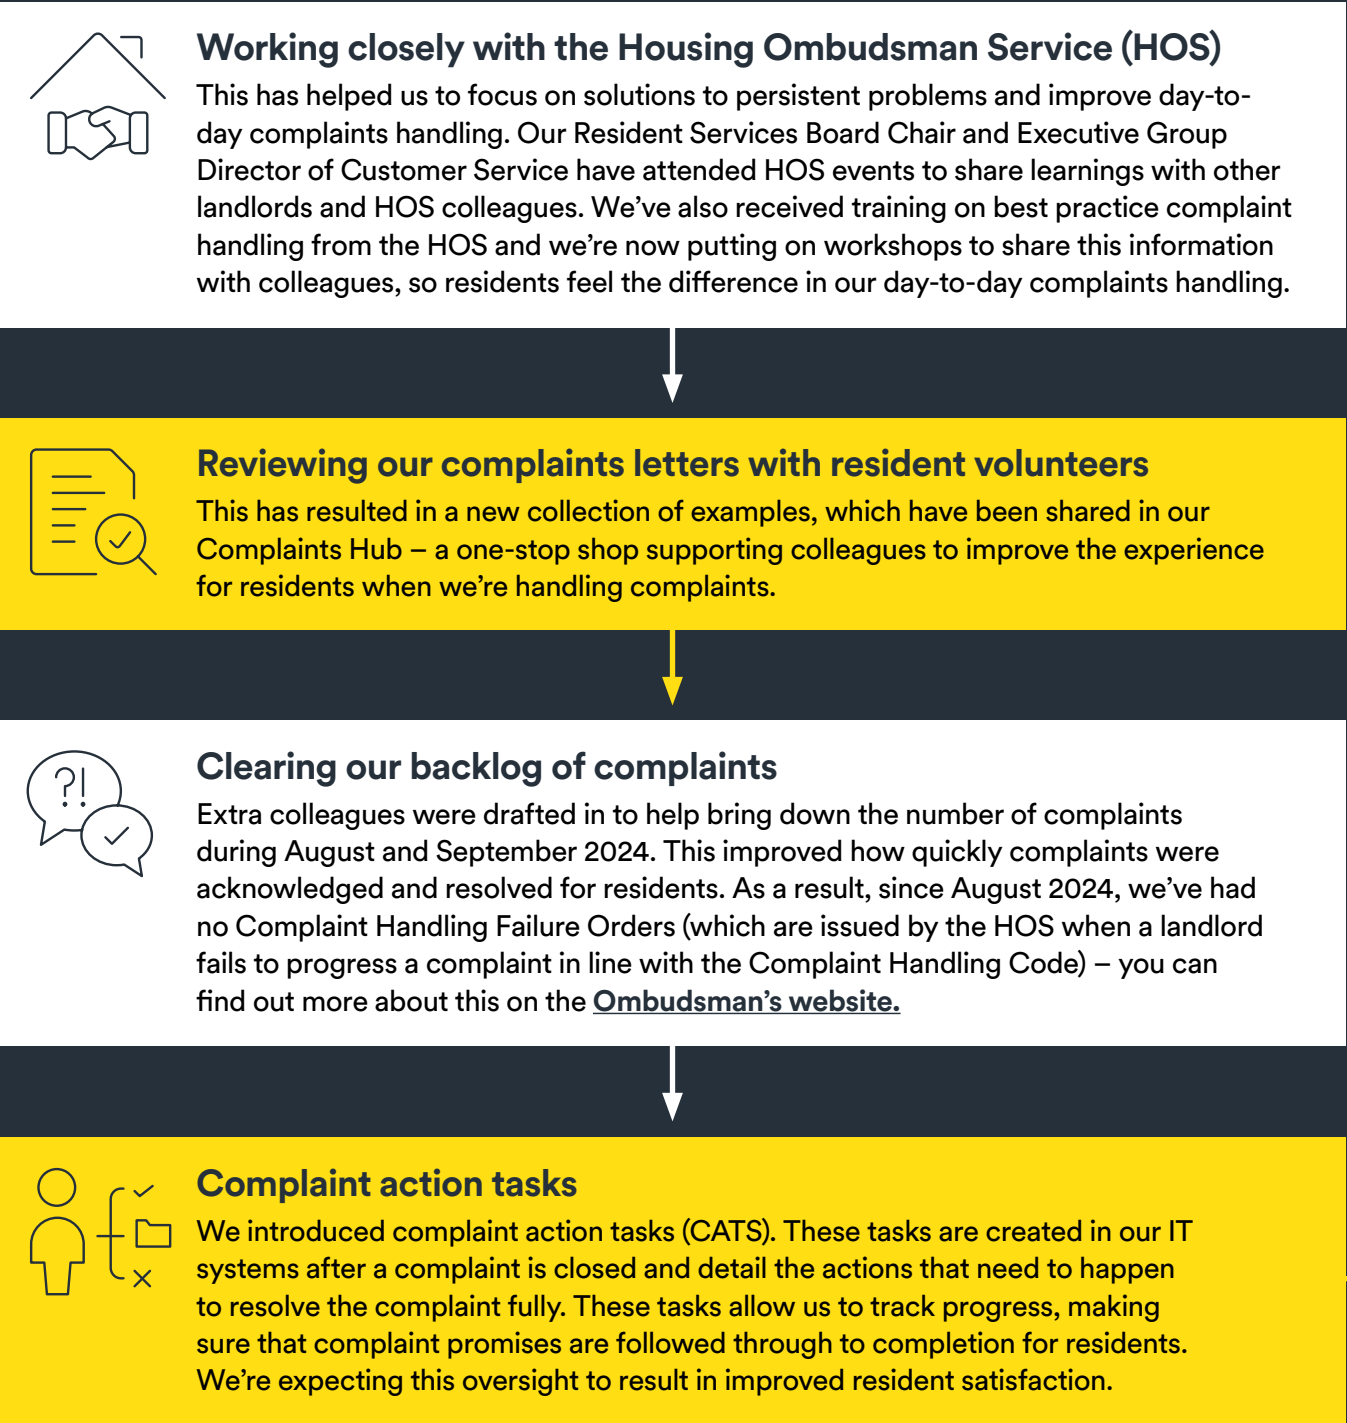 Working closely with the Housing Ombudsman Service (HOS)
This has helped us to focus on solutions to persistent problems and improve day-to-
day complaints handling. Our Resident Services Board Chair and Executive Group
Director of Customer Service have attended HOS events to share learnings with other
landlords and HOS colleagues. We’ve also received training on best practice complaint
handling from the HOS and we’re now putting on workshops to share this information
with colleagues, so residents feel the difference in our day-to-day complaints handling.
Reviewing our complaints letters with resident volunteers
This has resulted in a new collection of examples, which have been shared in our
Complaints Hub – a one-stop shop supporting colleagues to improve the experience
for residents when we’re handling complaints.
?!
Clearing our backlog of complaints
Extra colleagues were drafted in to help bring down the number of complaints
during August and September 2024. This improved how quickly complaints were
acknowledged and resolved for residents. As a result, since August 2024, we’ve had
no Complaint Handling Failure Orders (which are issued by the HOS when a landlord
fails to progress a complaint in line with the Complaint Handling Code) – you can
find out more about this on the Ombudsman’s website.
Complaint action tasks
We introduced complaint action tasks (CATS). These tasks are created in our IT
systems after a complaint is closed and detail the actions that need to happen
to resolve the complaint fully. These tasks allow us to track progress, making
sure that complaint promises are followed through to completion for residents.
We’re expecting this oversight to result in improved resident satisfaction.